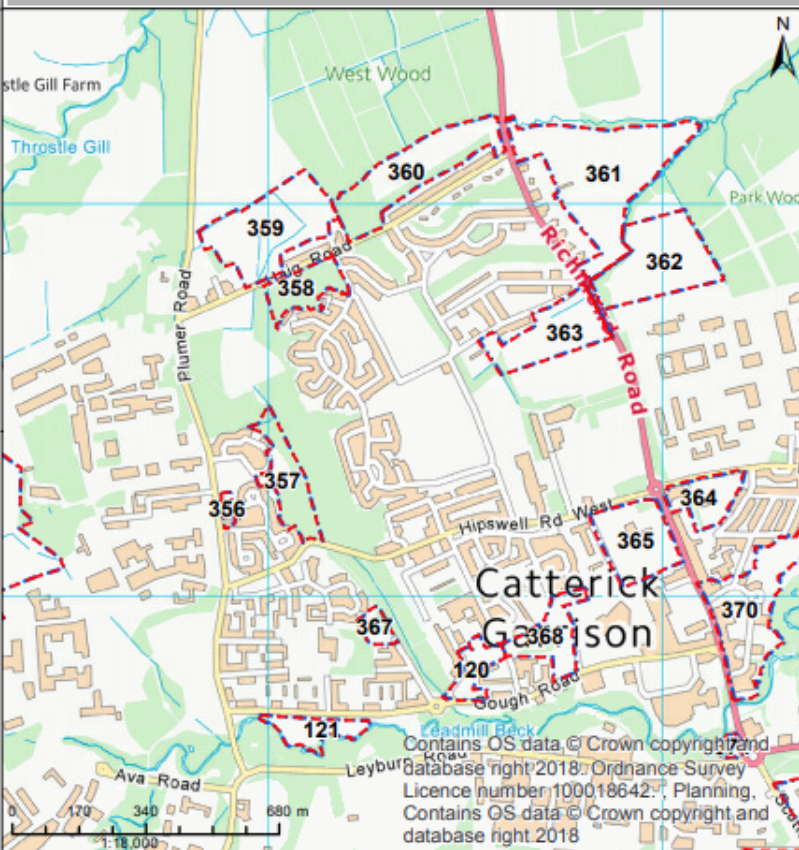 N
West Wood
stle Gill Farm
Throstle Gill
360
361
Park Woo
359
Haig Road
358
362
Richmond Road
Plumer Road
363
357
356
364
Hipswell Rd West
365
Catterick
Garrison
370
367
368
120
Gough Road
121
Leadmill Beck
Contains OS data © Crown copyright and
database right 2018. Ordnance Survey
Licence number 100018642. , Planning,
Contains OS data © Crown copyright and
database right 2018
Leyburn Road
Ava Road
0 170 340 680 m
1:18,000